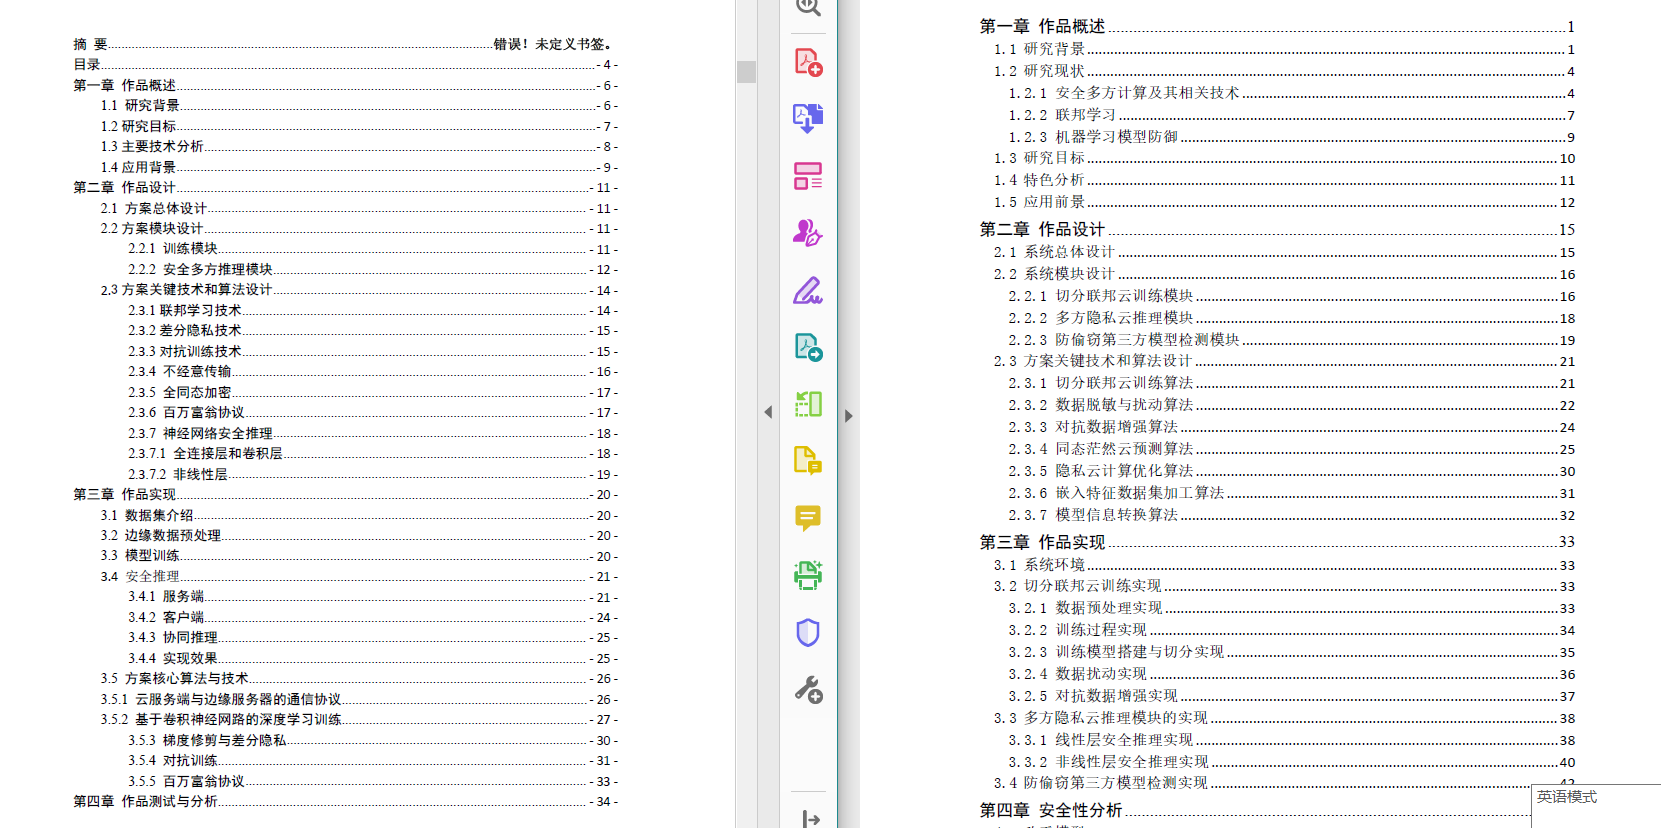 摘 要 错误！未定义书签。
目录 - 4 -
第一章 作品概述 - 6 -
1.1 研究背景 - 6 -
1.2 研究目标 - 7 -
1.3 主要技术分析 - 8 -
1.4 应用背景 - 9 -
第二章 作品设计 - 11 -
2.1 方案总体设计 - 11 -
2.2 方案模块设计 - 11 -
2.2.1 训练模块 - 11 -
2.2.2 安全多方推理模块 - 12 -
2.3 方案关键技术和算法设计 - 14 -
2.3.1 联邦学习技术 - 14 -
2.3.2 差分隐私技术 - 15 -
2.3.3 对抗训练技术 - 15 -
2.3.4 不经意传输 - 16 -
2.3.5 全同态加密 - 17 -
2.3.6 百万富翁协议 - 17 -
2.3.7 神经网络安全推理 - 18 -
2.3.7.1 全连接层和卷积层 - 18 -
2.3.7.2 非线性层 - 19 -
第三章 作品实现 - 20 -
3.1 数据集介绍 - 20 -
3.2 边缘数据预处理 - 20 -
3.3 模型训练 - 20 -
3.4 安全推理 - 21 -
3.4.1 服务端 - 21 -
3.4.2 客户端 - 24 -
3.4.3 协同推理 - 25 -
3.4.4 实现效果 - 25 -
3.5 方案核心算法与技术 - 26 -
3.5.1 云服务端与边缘服务器的通信协议 - 26 -
3.5.2 基于卷积神经网路的深度学习训练 - 27 -
3.5.3 梯度修剪与差分隐私 - 30 -
3.5.4 对抗训练 - 31 -
3.5.5 百万富翁协议 - 33 -
第四章 作品测试与分析 - 34 -
第一章 作品概述 1
1.1 研究背景 1
1.2 研究现状 4
1.2.1 安全多方计算及其相关技术 4
1.2.2 联邦学习 7
1.2.3 机器学习模型防御 9
1.3 研究目标 10
1.4 特色分析 11
1.5 应用前景 12
第二章 作品设计 15
2.1 系统总体设计 15
2.2 系统模块设计 16
2.2.1 切分联邦云训练模块 16
2.2.2 多方隐私云推理模块 18
2.2.3 防偷窃第三方模型检测模块 19
2.3 方案关键技术和算法设计 21
2.3.1 切分联邦云训练算法 21
2.3.2 数据脱敏与扰动算法 22
2.3.3 对抗数据增强算法 24
2.3.4 同态茫然云预测算法 25
2.3.5 隐私云计算优化算法 30
2.3.6 嵌入特征数据集加工算法 31
2.3.7 模型信息转换算法 32
第三章 作品实现 33
3.1 系统环境 33
3.2 切分联邦云训练实现 33
3.2.1 数据预处理实现 33
3.2.2 训练过程实现 34
3.2.3 训练模型搭建与切分实现 35
3.2.4 数据扰动实现 36
3.2.5 对抗数据增强实现 37
3.3 多方隐私云推理模块的实现 38
3.3.1 线性层安全推理实现 38
3.3.2 非线性层安全推理实现 40
3.4 防偷窃第三方模型检测实现 42
第四章 安全性分析
英语模式